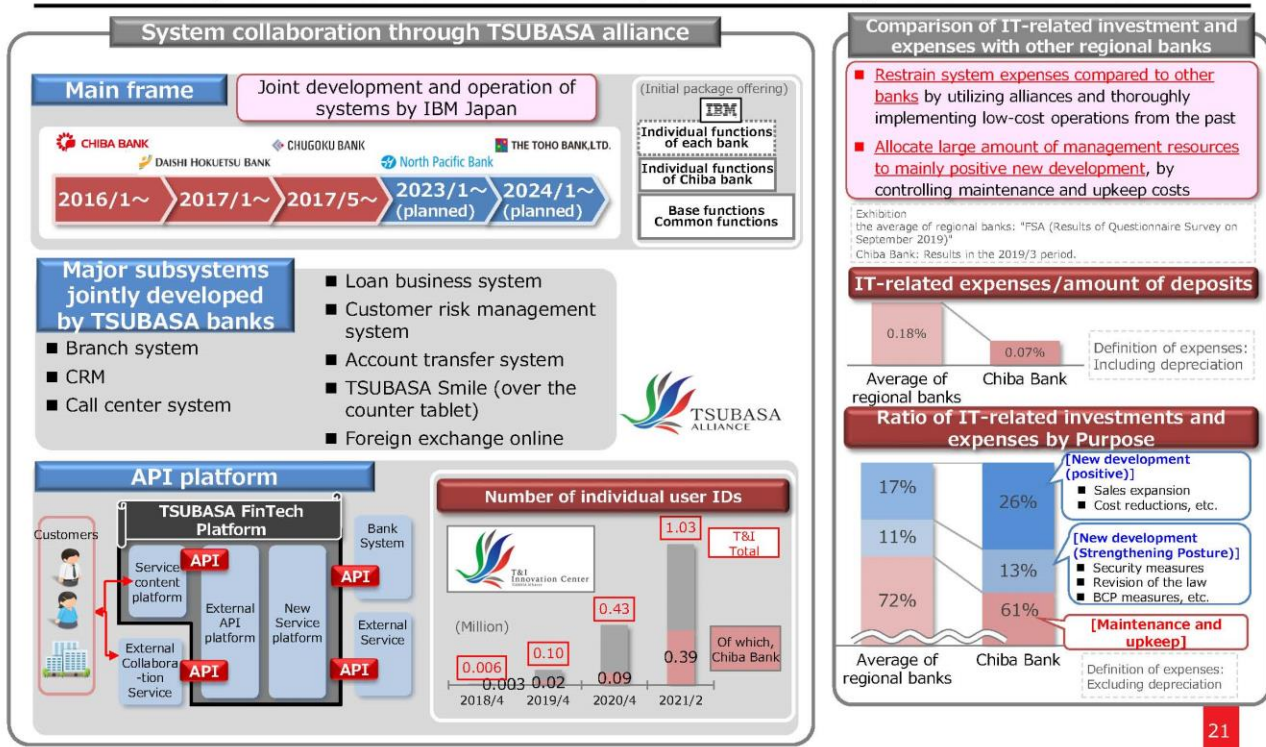 System collaboration through TSUBASA alliance
Main frame
Joint development and operation of
systems by IBM Japan
CHIBA BANK
DAISHI HOKUETSU BANK
CHUGOKU BANK
North Pacific Bank
THE TOHO BANK,LTD.
2016/1～
2017/1～
2017/5～
2023/1～
(planned)
2024/1～
(planned)
(Initial package offering)
IBM
Individual functions
of each bank
Individual functions
of Chiba bank
Base functions
Common functions
Major subsystems
jointly developed
by TSUBASA banks
■ Branch system
■ CRM
■ Call center system
■ Loan business system
■ Customer risk management
system
■ Account transfer system
■ TSUBASA Smile (over the
counter tablet)
■ Foreign exchange online
TSUBASA
ALLIANCE
API platform
TSUBASA FinTech
Platform
Customers
Service
content
platform
External
Collabora
-tion
Service
API
API
External
API
platform
New
Service
platform
API
API
Bank
System
External
Service
Number of individual user IDs
T&I
Innovation Center
(Million)
0.006
0.10
0.43
1.03
T&I
Total
0.003
0.02
0.09
0.39
Of which,
Chiba Bank
2018/4
2019/4
2020/4
2021/2
Comparison of IT-related investment and
expenses with other regional banks
■ Restrain system expenses compared to other
banks by utilizing alliances and thoroughly
implementing low-cost operations from the past
■ Allocate large amount of management resources
to mainly positive new development, by
controlling maintenance and upkeep costs
Exhibition
the average of regional banks: "FSA (Results of Questionnaire Survey on
September 2019)"
Chiba Bank: Results in the 2019/3 period.
IT-related expenses/amount of deposits
0.18%
0.07%
Average of
regional banks
Chiba Bank
Definition of expenses:
Including depreciation
Ratio of IT-related investments and
expenses by Purpose
17%
11%
72%
26%
13%
61%
Average of
regional banks
Chiba Bank
[New development
(positive)]
■ Sales expansion
■ Cost reductions, etc.
[New development
(Strengthening Posture)]
■ Security measures
■ Revision of the law
■ BCP measures, etc.
[Maintenance and
upkeep]
Definition of expenses:
Excluding depreciation
21